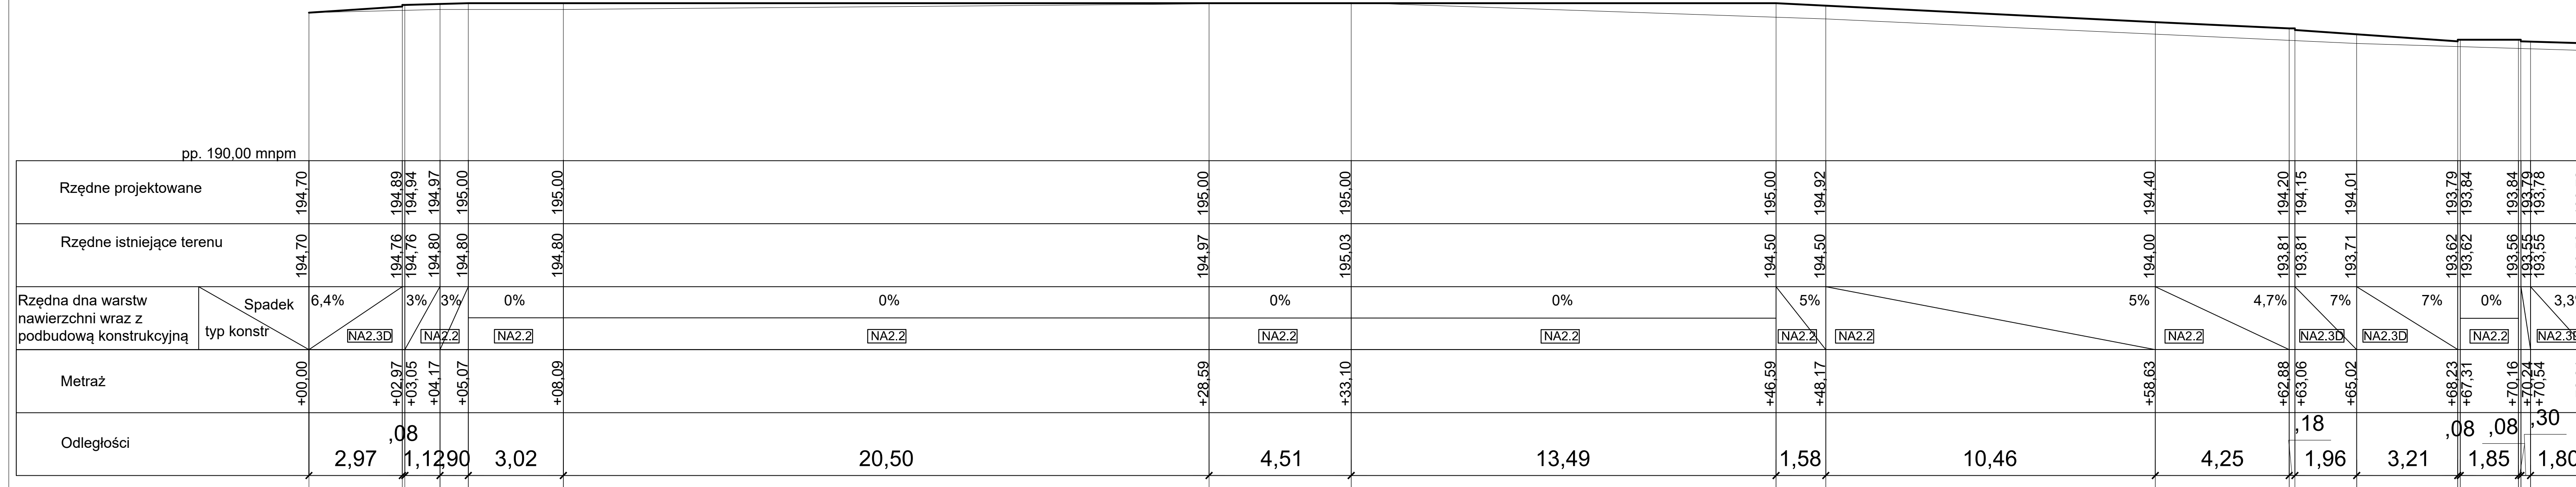 pp. 190,00 mnpm
Rzędne projektowane
194,70 194,89 194,94 194,97 195,00 195,00 195,00 195,00 195,00 194,92 194,40 194,20 194,15 194,01 193,79 193,84 193,84 193,79 193,78
Rzędne istniejące terenu
194,70 194,76 194,76 194,80 194,80 194,80 194,97 195,03 194,50 194,50 194,00 193,81 193,81 193,71 193,62 193,62 193,56 193,55 193,55
Rzędna dna warstw
nawierzchni wraz z
podbudową konstrukcyjną
Spadek
typ konstr
6,4% 3% 3% 0% 0% 0% 0% 5% 5% 4,7% 7% 7% 0% 3,3
NA2.3D NA2.2 NA2.2 NA2.2 NA2.2 NA2.2 NA2.2 NA2.2 NA2.2 NA2.3D NA2.3D NA2.2
Metraż
+00,00 +02,97 +03,05 +04,17 +05,07 +08,09 +28,59 +33,10 +46,59 +48,17 +58,63 +62,88 +63,06 +65,02 +68,23 +67,31 +70,16 +70,24 +70,54
Odległości
,08 ,18 ,08 ,08 ,30
2,97 1,12 ,90 3,02 20,50 4,51 13,49 1,58 10,46 4,25 1,96 3,21 1,85 1,80